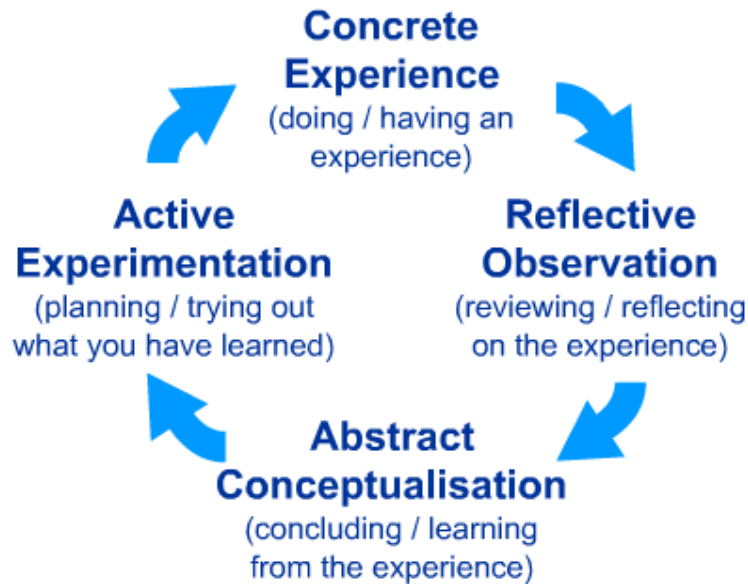 Concrete
Experience
(doing / having an
experience)
Reflective
Observation
(reviewing / reflecting
on the experience)
Abstract
Conceptualisation
(concluding / learning
from the experience)
Active
Experimentation
(planning / trying out
what you have learned)